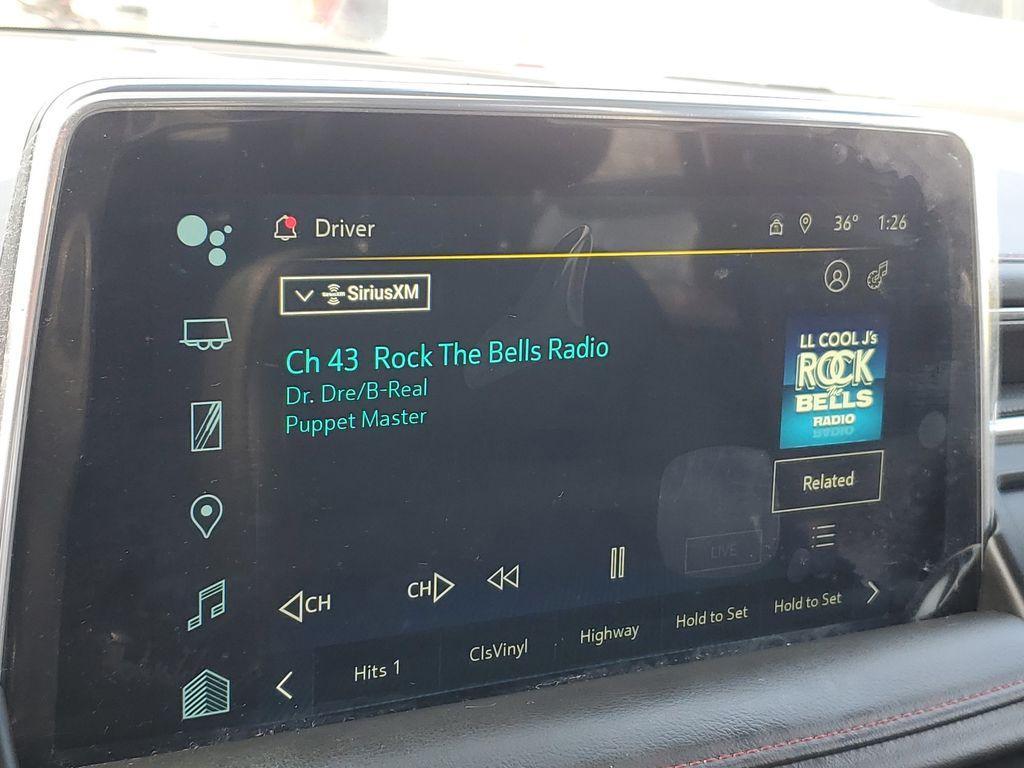 Driver
36° 1:26
SiriusXM
Ch 43 Rock The Bells Radio
Dr. Dre/B-Real
Puppet Master
LL COOL J's
ROCK
The
BELLS
RADIO
Related
LIVE
CH
CH
Hits 1
ClsVinyl
Highway
Hold to Set
Hold to Set